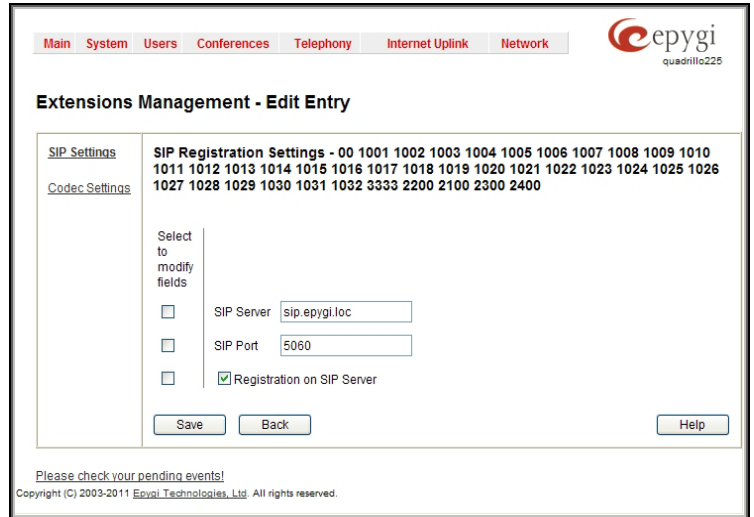 Main System Users Conferences Telephony Internet Uplink Network
epygi
quadrillo225
Extensions Management - Edit Entry
SIP Settings
Codec Settings
SIP Registration Settings - 00 1001 1002 1003 1004 1005 1006 1007 1008 1009 1010
1011 1012 1013 1014 1015 1016 1017 1018 1019 1020 1021 1022 1023 1024 1025 1026
1027 1028 1029 1030 1031 1032 3333 2200 2100 2300 2400
Select
to
modify
fields
SIP Server sip.epygi.loc
SIP Port 5060
Registration on SIP Server
Save Back Help
Please check your pending events!
Copyright (C) 2003-2011 Epygi Technologies, Ltd. All rights reserved.